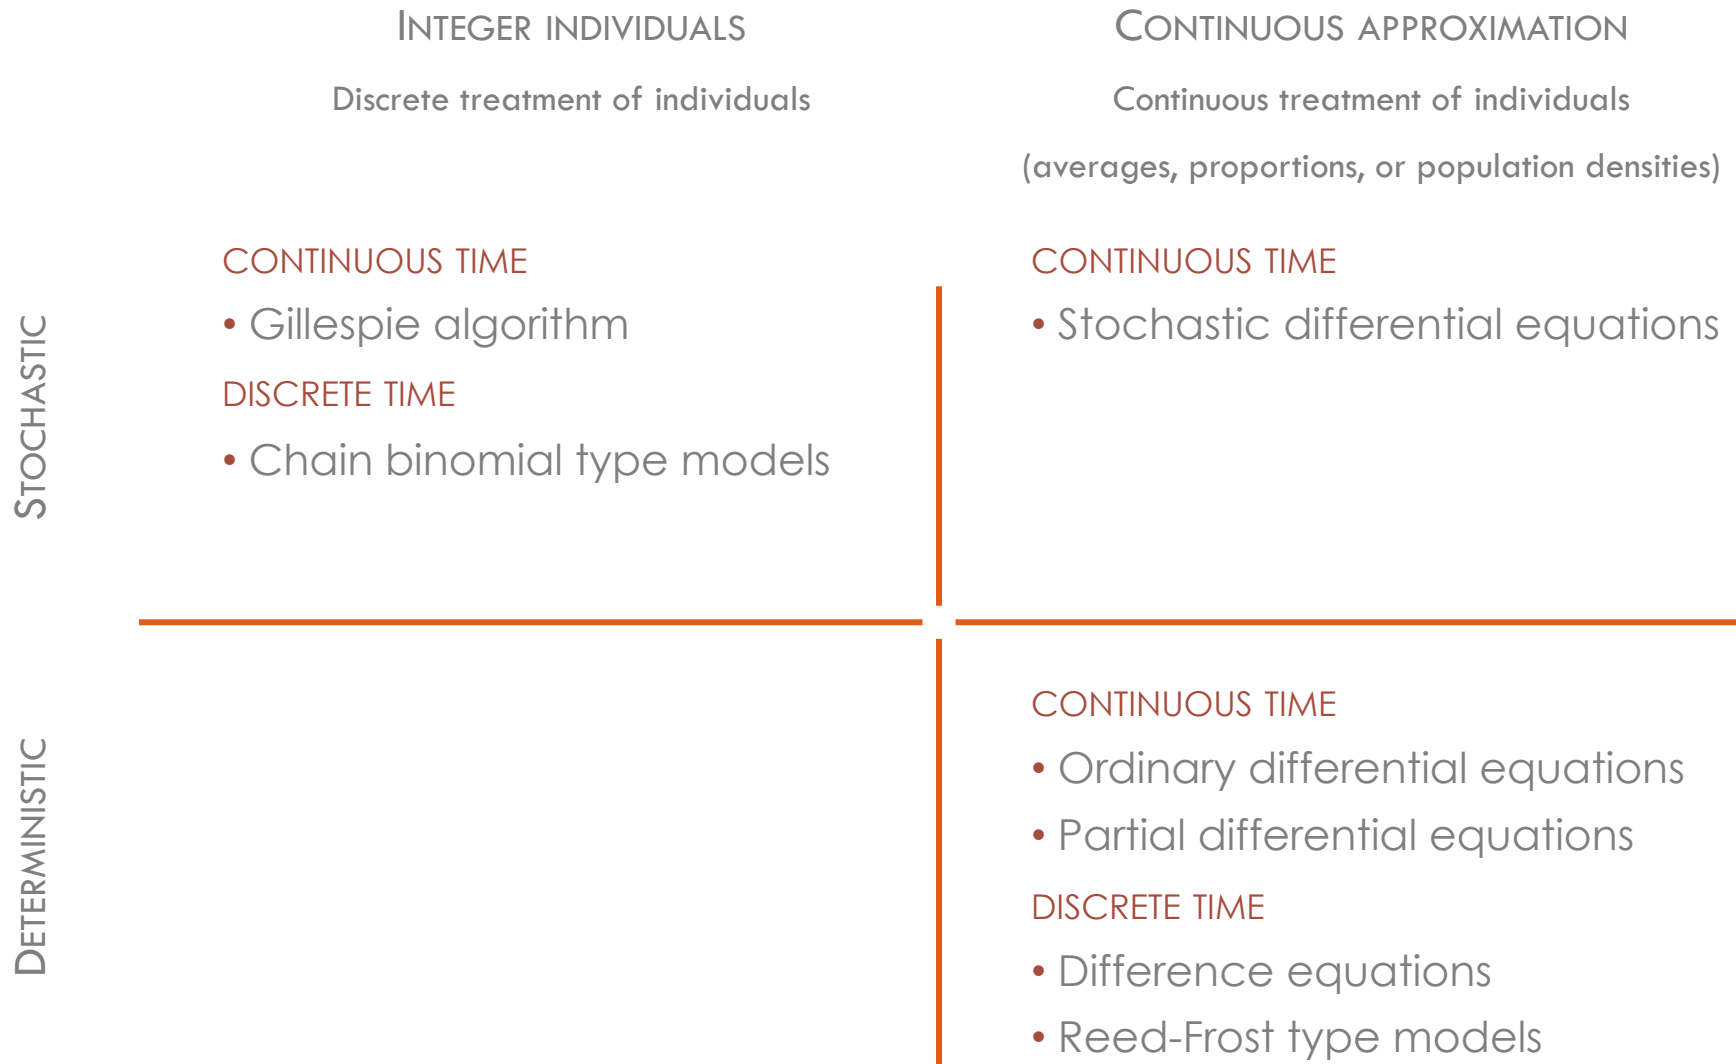 INTEGER INDIVIDUALS
Discrete treatment of individuals
CONTINUOUS APPROXIMATION
Continuous treatment of individuals
(averages, proportions, or population densities)
STOCHASTIC
CONTINUOUS TIME
• Gillespie algorithm
DISCRETE TIME
• Chain binomial type models
CONTINUOUS TIME
• Stochastic differential equations
DETERMINISTIC
CONTINUOUS TIME
• Ordinary differential equations
• Partial differential equations
DISCRETE TIME
• Difference equations
• Reed-Frost type models